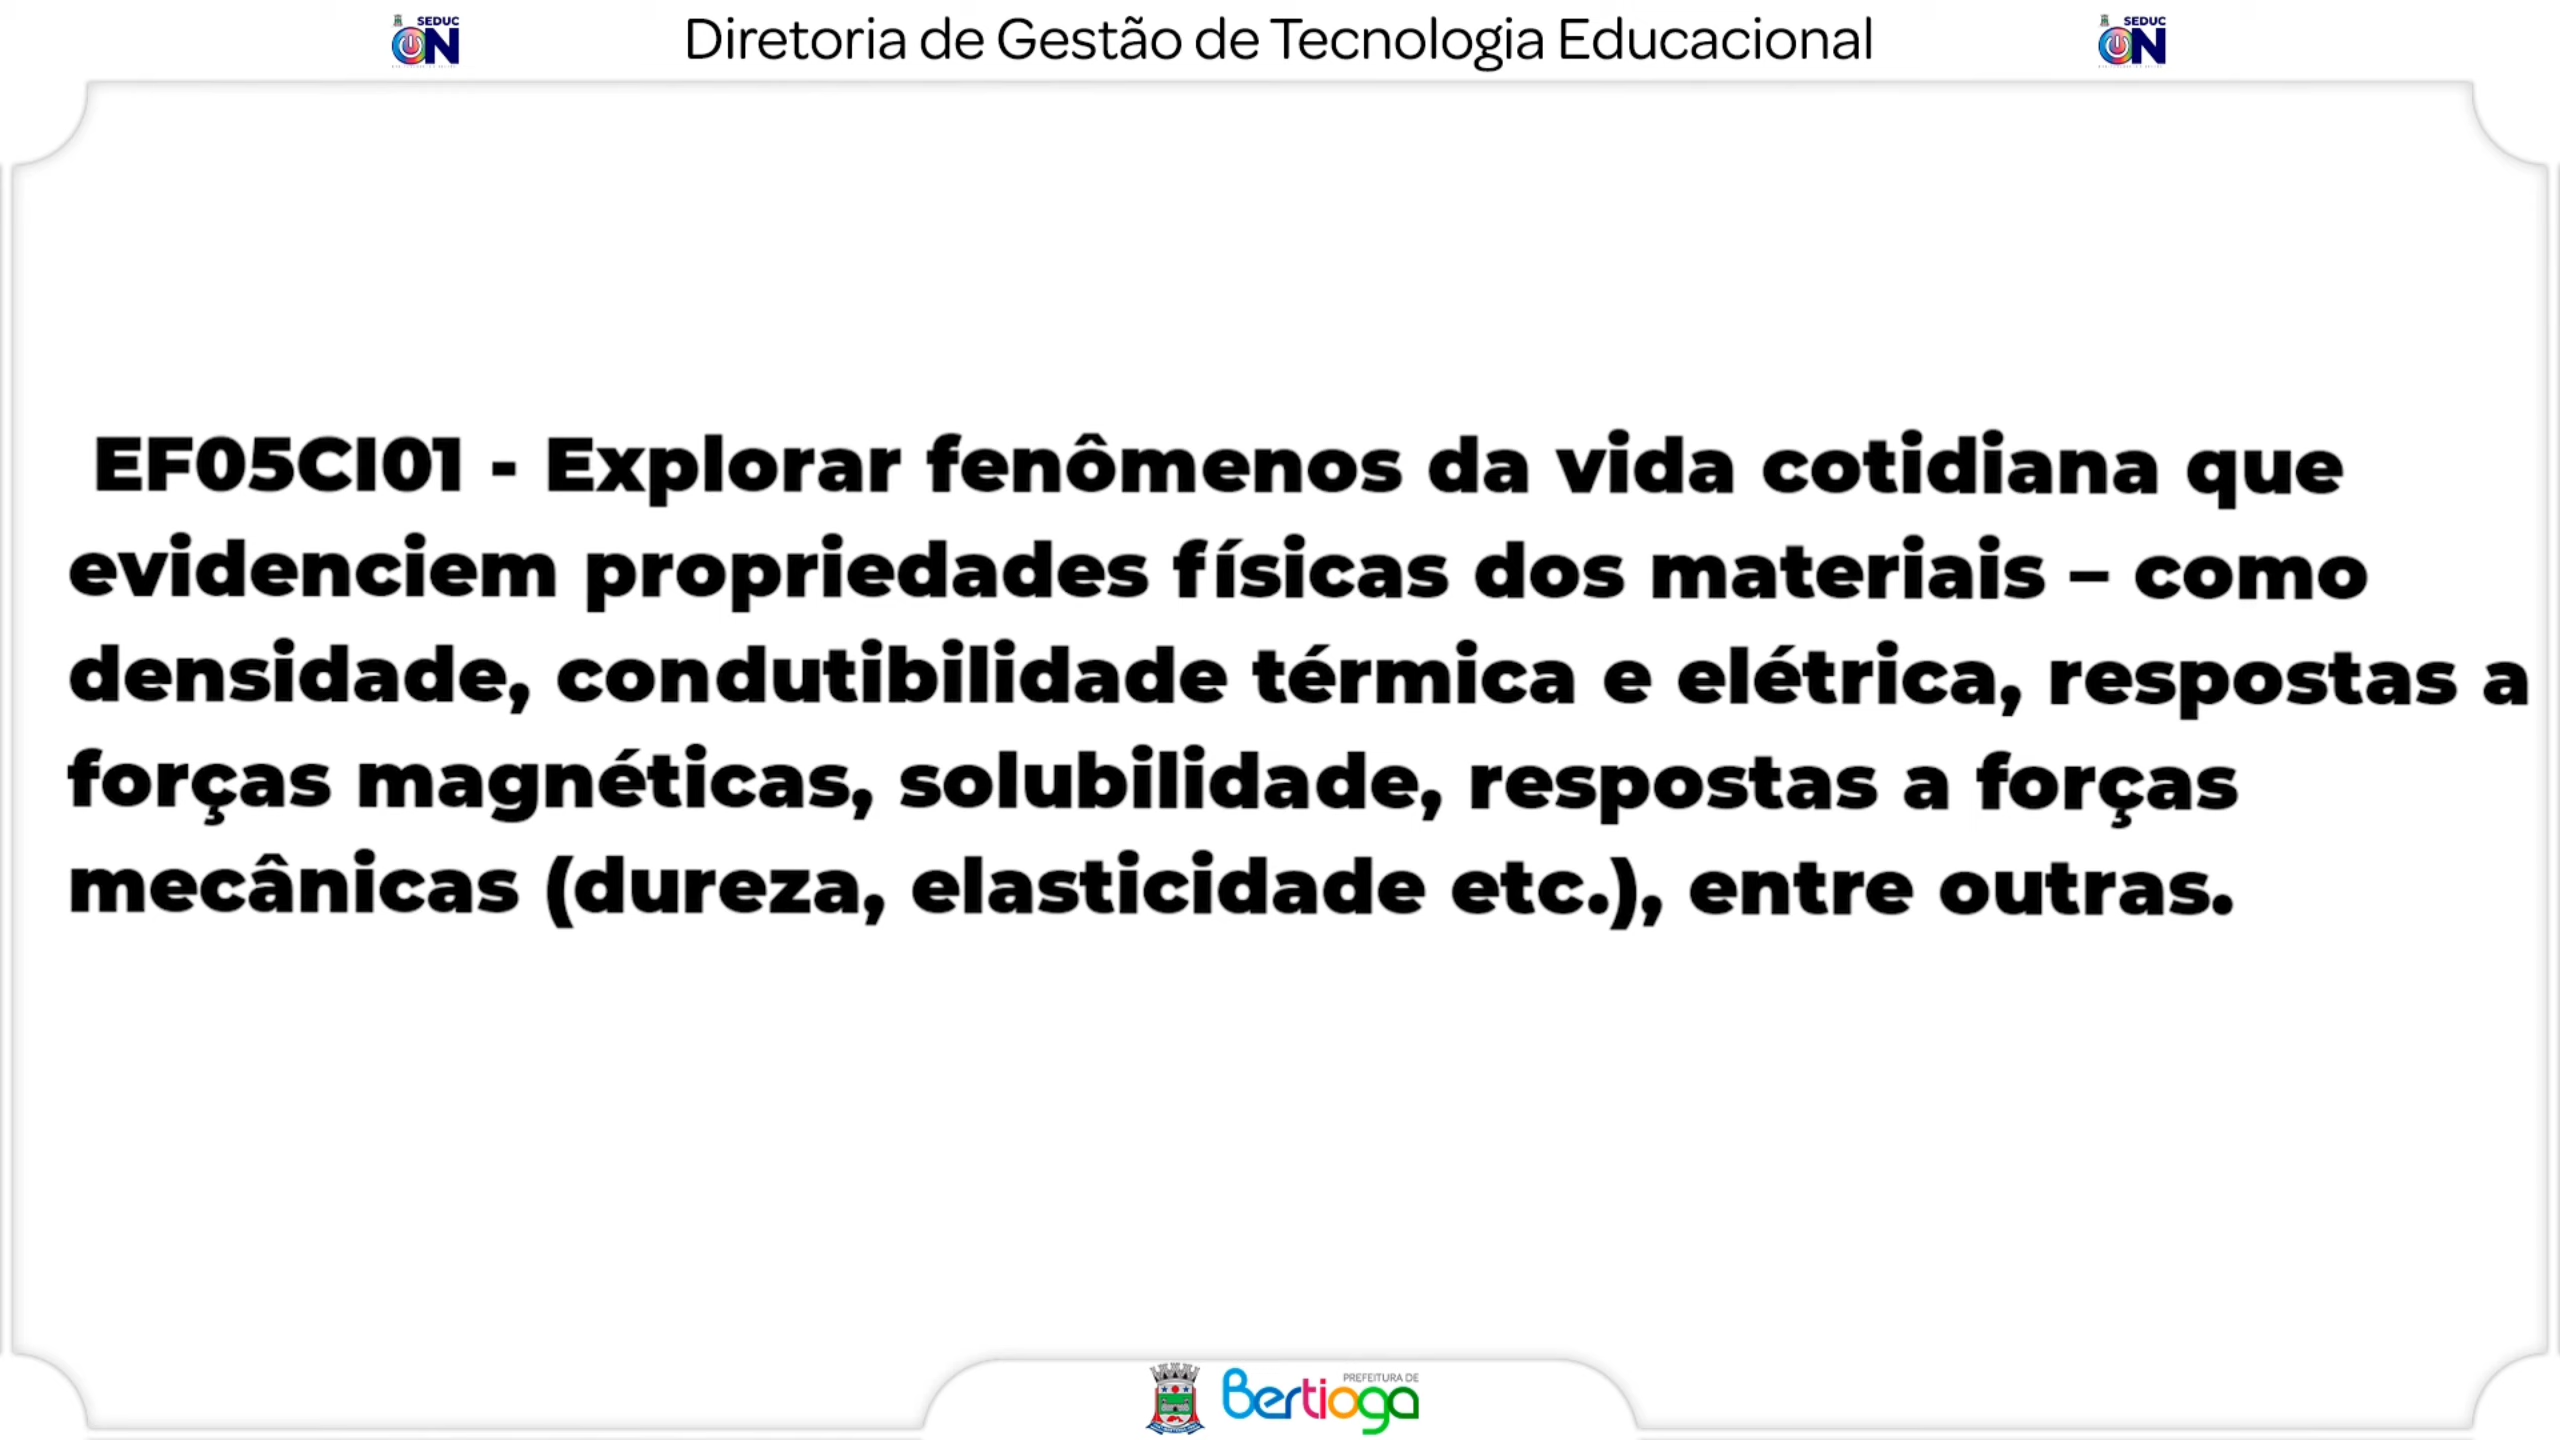 SEDUC
ON
Diretoria de Gestão de Tecnologia Educacional
SEDUC
ON
EF05CI01 - Explorar fenômenos da vida cotidiana que
evidenciem propriedades físicas dos materiais – como
densidade, condutibilidade térmica e elétrica, respostas a
forças magnéticas, solubilidade, respostas a forças
mecânicas (dureza, elasticidade etc.), entre outras.
PREFEITURA DE
Bertioga